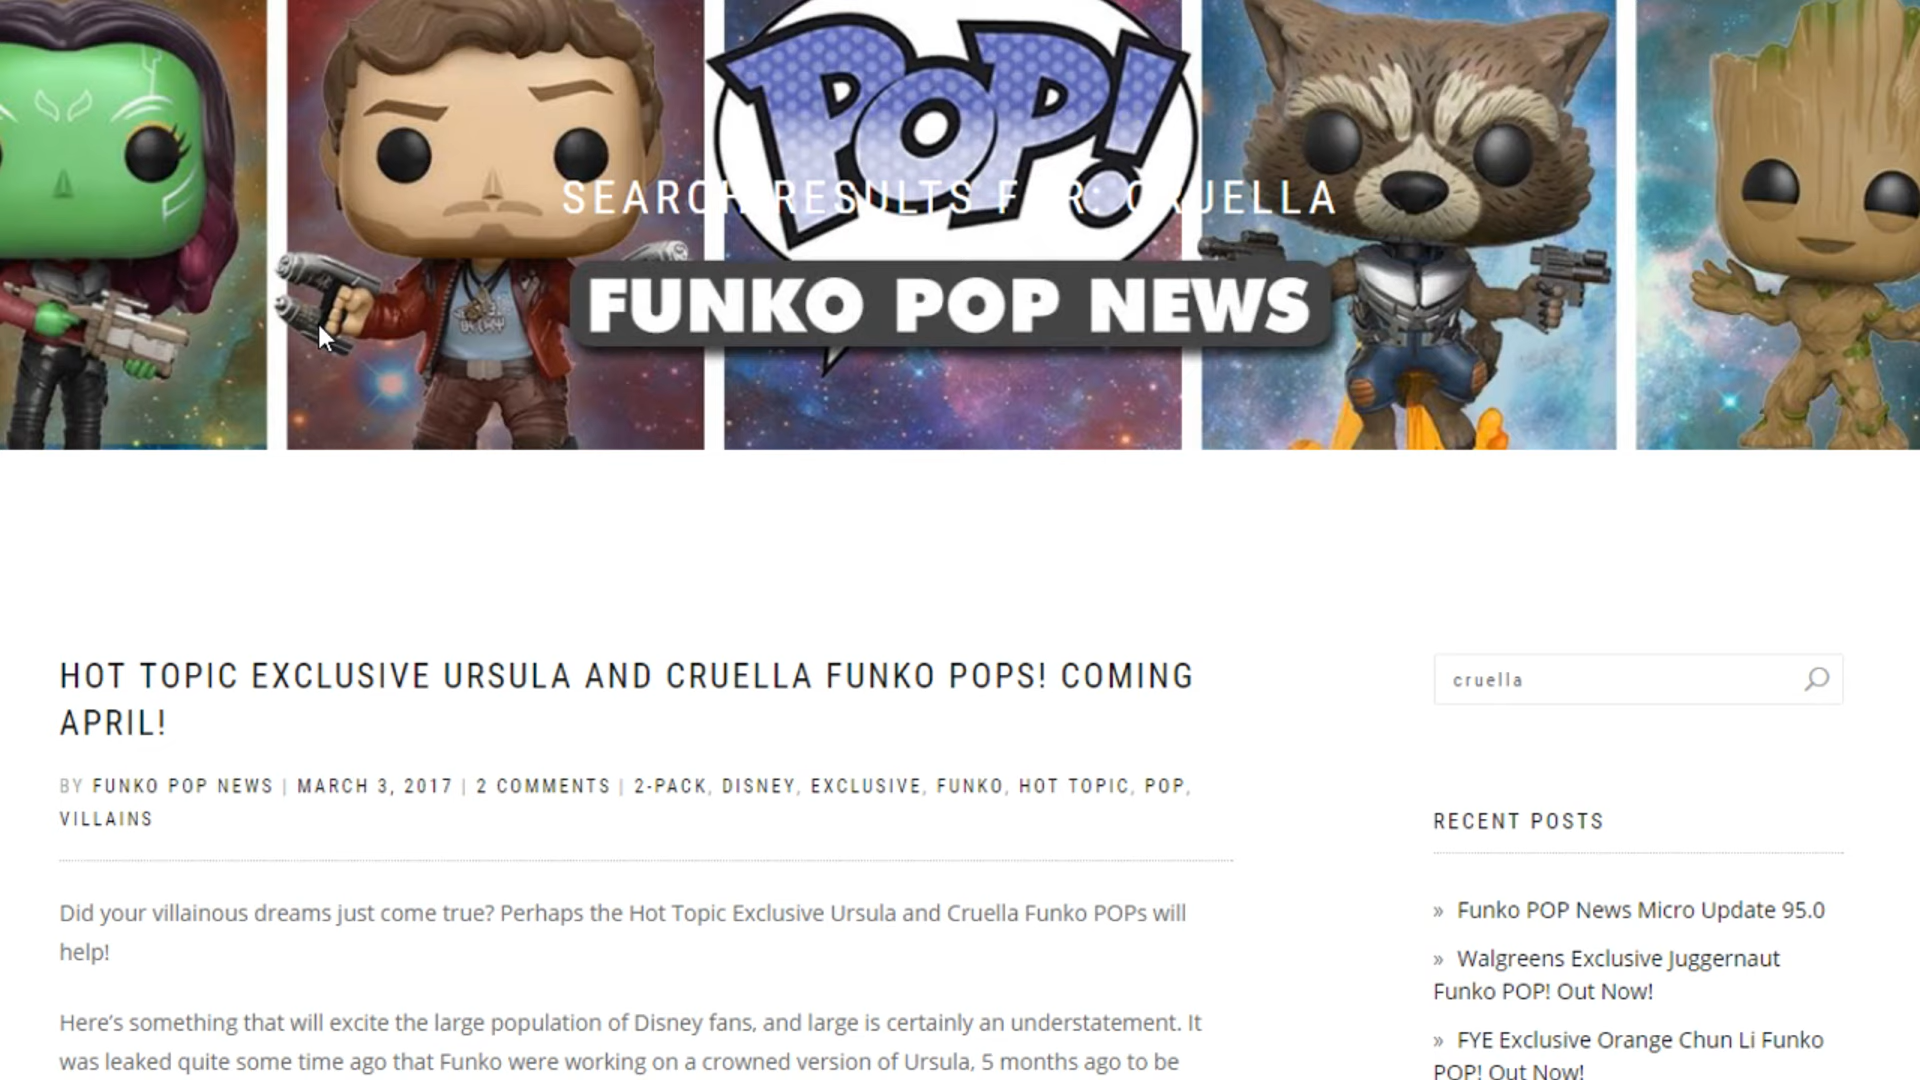 POP!
SEARCH RESULTS FOR: CRUELLA
FUNKO POP NEWS
HOT TOPIC EXCLUSIVE URSULA AND CRUELLA FUNKO POPS! COMING
APRIL!
BY FUNKO POP NEWS | MARCH 3, 2017 | 2 COMMENTS | 2-PACK, DISNEY, EXCLUSIVE, FUNKO, HOT TOPIC, POP,
VILLAINS
Did your villainous dreams just come true? Perhaps the Hot Topic Exclusive Ursula and Cruella Funko POPs will
help!
Here’s something that will excite the large population of Disney fans, and large is certainly an understatement. It
was leaked quite some time ago that Funko were working on a crowned version of Ursula, 5 months ago to be
cruella
RECENT POSTS
» Funko POP News Micro Update 95.0
» Walgreens Exclusive Juggernaut
Funko POP! Out Now!
» FYE Exclusive Orange Chun Li Funko
POP! Out Now!